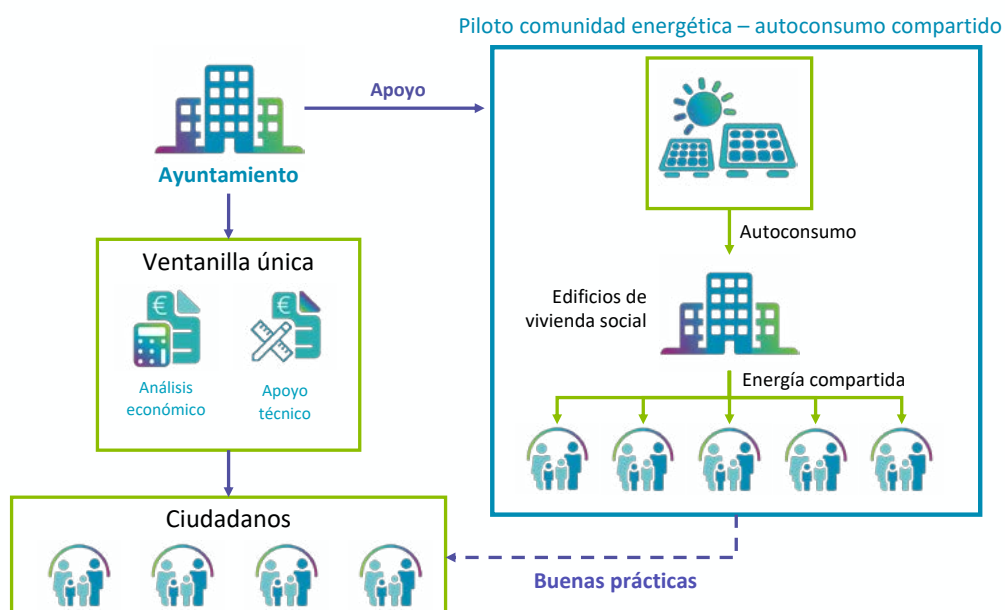 Piloto comunidad energética – autoconsumo compartido
Apoyo
Ayuntamiento
Ventanilla única
€
€
Análisis
económico
Apoyo
técnico
Ciudadanos
Autoconsumo
Edificios de
vivienda social
Energía compartida
Buenas prácticas